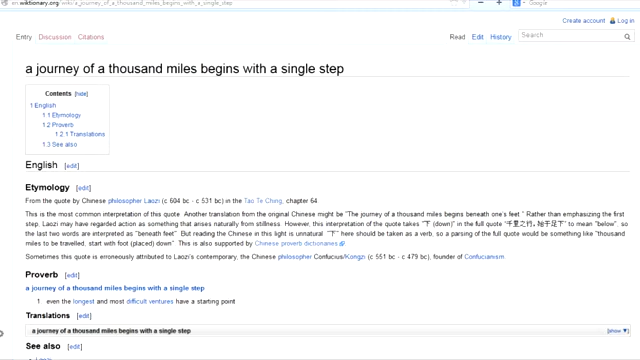 en.wiktionary.org/wiki/a_journey_of_a_thousand_miles_begins_with_a_single_step
Google
Create account Log in
Entry Discussion Citations Read Edit History Search
a journey of a thousand miles begins with a single step
Contents [hide]
1 English
1.1 Etymology
1.2 Proverb
1.2.1 Translations
1.3 See also
English [edit]
Etymology [edit]
From the quote by Chinese philosopher Laozi (c 604 bc - c 531 bc) in the Tao Te Ching, chapter 64
This is the most common interpretation of this quote. Another translation from the original Chinese might be "The journey of a thousand miles begins beneath one's feet." Rather than emphasizing the first
step, Laozi may have regarded action as something that arises naturally from stillness. However, this interpretation of the quote takes "下 (down)" in the full quote "千里之行，始于足下" to mean "below", so
the last two words are interpreted as "beneath feet". But reading the Chinese in this light is unnatural. "下" here should be taken as a verb, so a parsing of the full quote would be something like "thousand
miles to be travelled, start with foot (placed) down". This is also supported by Chinese proverb dictionaries.
Sometimes this quote is erroneously attributed to Laozi's contemporary, the Chinese philosopher Confucius/Kongzi (c 551 bc - c 479 bc), founder of Confucianism.
Proverb [edit]
a journey of a thousand miles begins with a single step
1 even the longest and most difficult ventures have a starting point
Translations [edit]
a journey of a thousand miles begins with a single step [show ▼]
See also [edit]